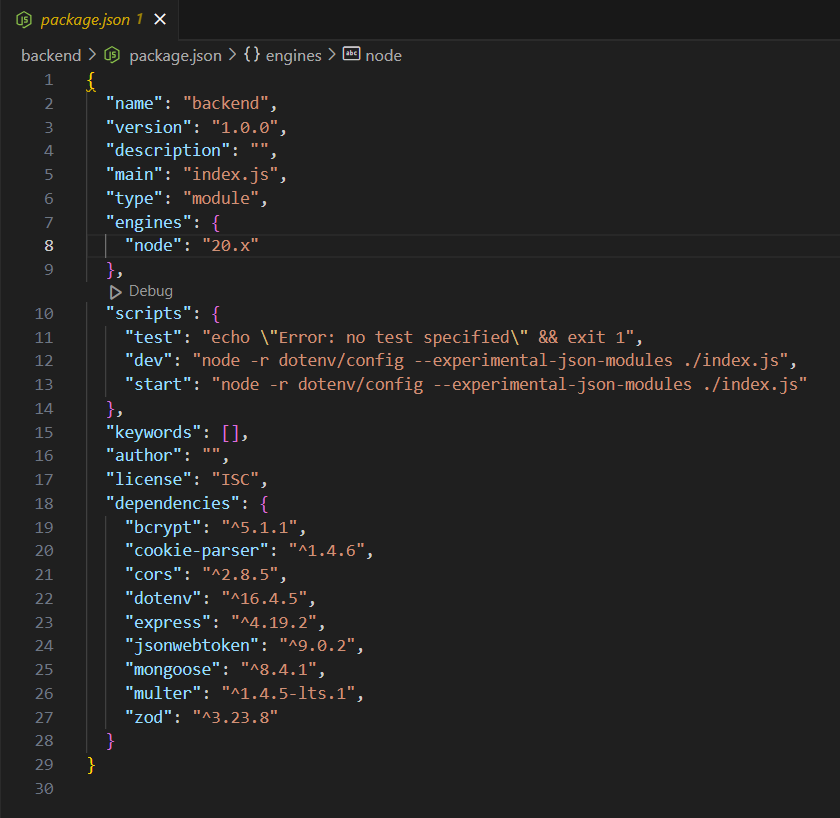 package.json 1
backend > package.json > {} engines > abc node
1 {
2 "name": "backend",
3 "version": "1.0.0",
4 "description": "",
5 "main": "index.js",
6 "type": "module",
7 "engines": {
8 "node": "20.x"
9 },
Debug
10 "scripts": {
11 "test": "echo \"Error: no test specified\" && exit 1",
12 "dev": "node -r dotenv/config --experimental-json-modules ./index.js",
13 "start": "node -r dotenv/config --experimental-json-modules ./index.js"
14 },
15 "keywords": [],
16 "author": "",
17 "license": "ISC",
18 "dependencies": {
19 "bcrypt": "^5.1.1",
20 "cookie-parser": "^1.4.6",
21 "cors": "^2.8.5",
22 "dotenv": "^16.4.5",
23 "express": "^4.19.2",
24 "jsonwebtoken": "^9.0.2",
25 "mongoose": "^8.4.1",
26 "multer": "^1.4.5-lts.1",
27 "zod": "^3.23.8"
28 }
29 }
30